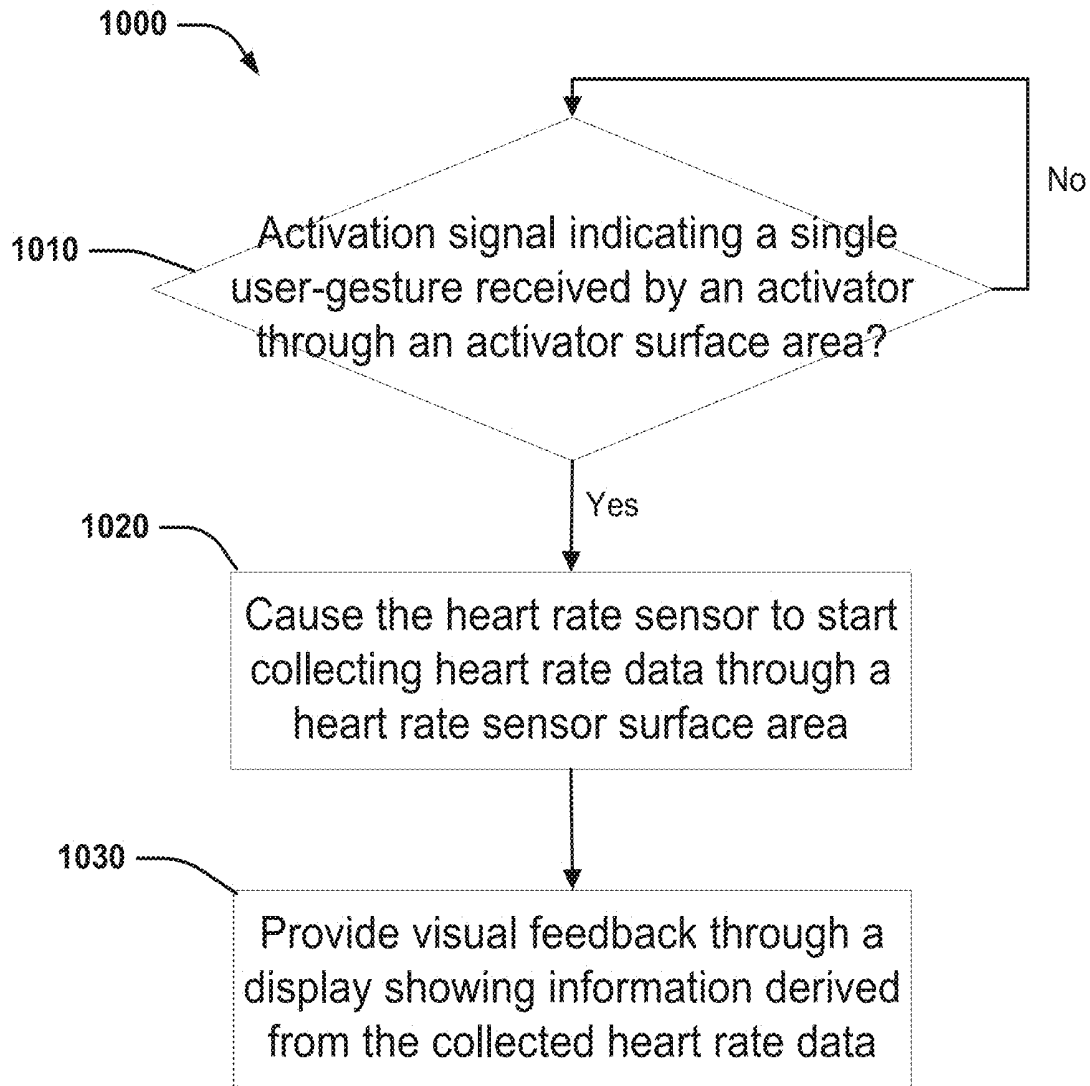 1000
No
1010
Activation signal indicating a single
user-gesture received by an activator
through an activator surface area?
Yes
1020
Cause the heart rate sensor to start
collecting heart rate data through a
heart rate sensor surface area
1030
Provide visual feedback through a
display showing information derived
from the collected heart rate data